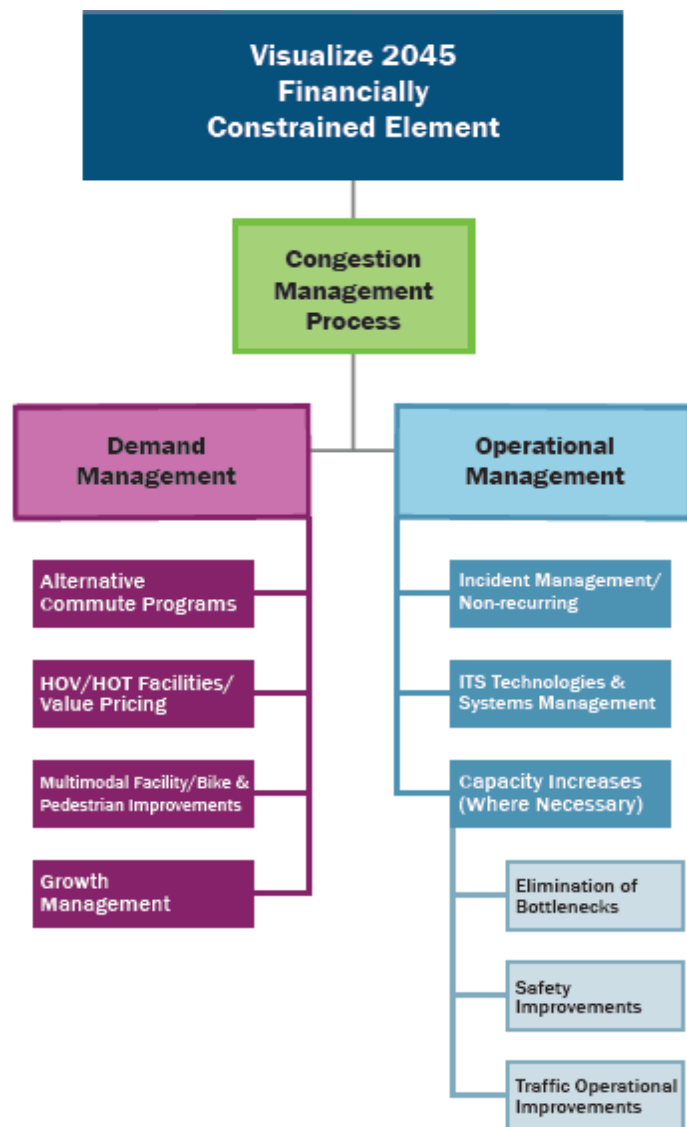 Visualize 2045
Financially
Constrained Element
Congestion
Management
Process
Demand
Management
Alternative
Commute Programs
HOV/HOT Facilities/
Value Pricing
Multimodal Facility/Bike &
Pedestrian Improvements
Growth
Management
Operational
Management
Incident Management/
Non-recurring
ITS Technologies &
Systems Management
Capacity Increases
(Where Necessary)
Elimination of
Bottlenecks
Safety
Improvements
Traffic Operational
Improvements